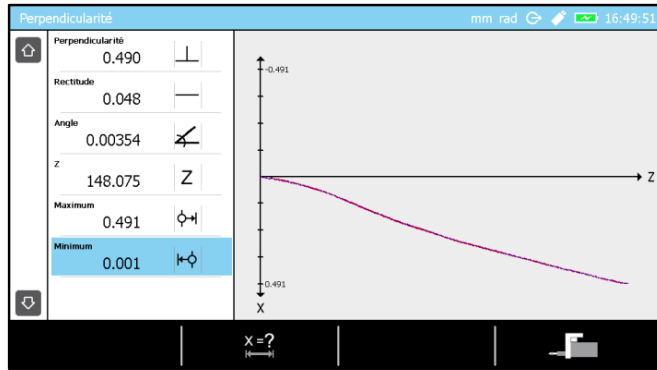 Perpendicularité
mm rad 16:49:51
Perpendicularité
0.490
Rectitude
0.048
Angle
0.00354
Z
148.075 Z
Maximum
0.491
Minimum
0.001
-0.491
Z
0.491
X
x=?